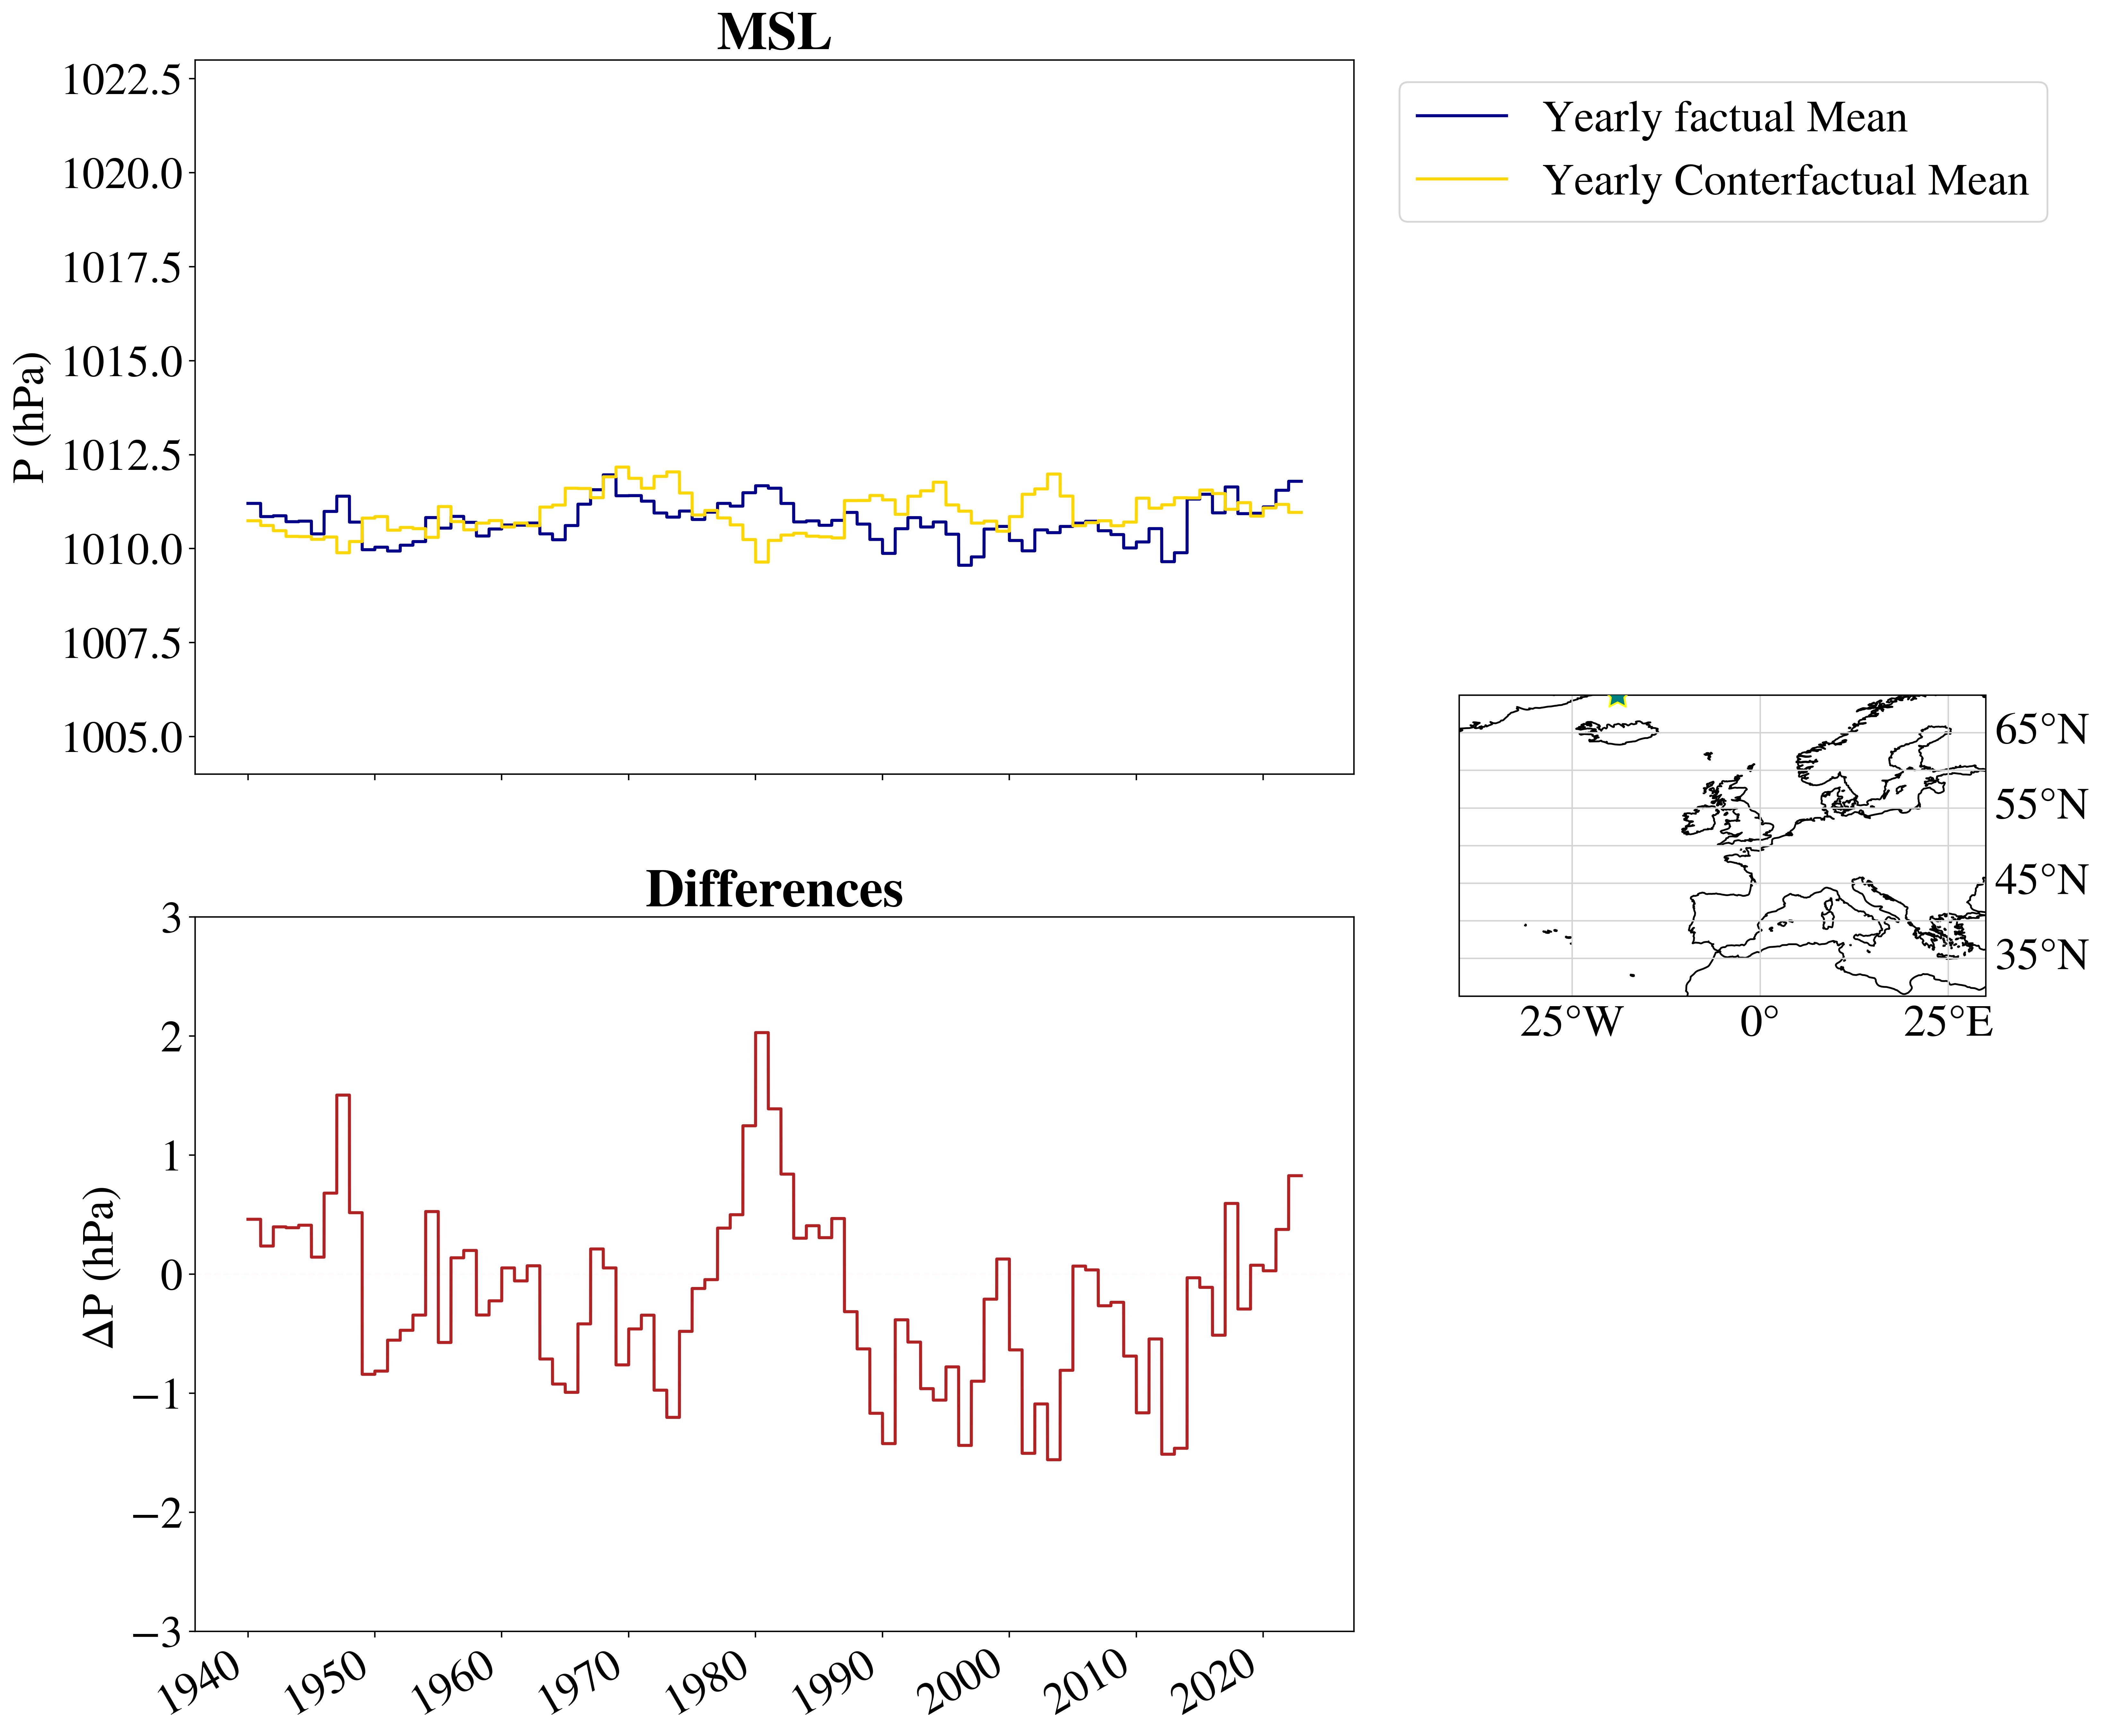 MSL
1022.5
1020.0
1017.5
1015.0
1012.5
1010.0
1007.5
1005.0
P (hPa)
Yearly factual Mean
Yearly Conterfactual Mean
65°N
55°N
45°N
35°N
25°W 0° 25°E
Differences
3
2
1
0
−1
−2
−3
ΔP (hPa)
1940 1950 1960 1970 1980 1990 2000 2010 2020